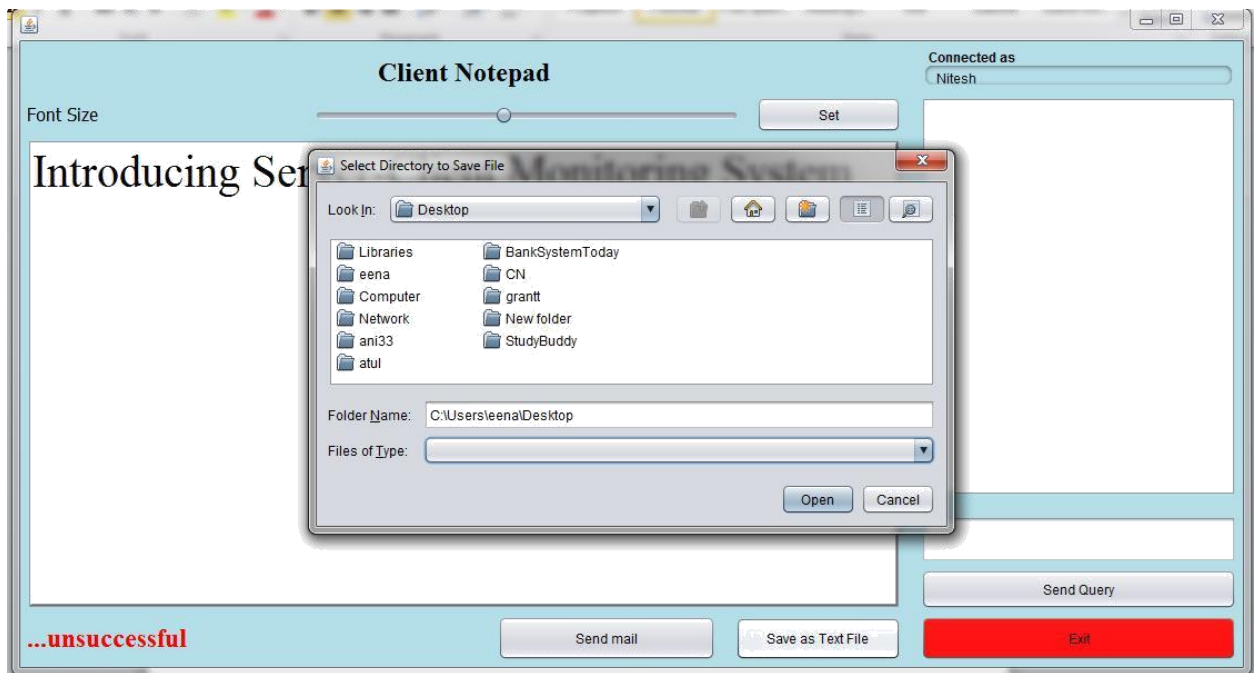 Client Notepad
Connected as
Nitesh
Font Size
Set
Introducing Ser
Monitoring System
Select Directory to Save File
Look In:
Desktop
Libraries
BankSystemToday
eena
CN
Computer
grantt
Network
New folder
ani33
StudyBuddy
atul
Folder Name:
C:\Users\eena\Desktop
Files of Type:
Open
Cancel
Send Query
...unsuccessful
Send mail
Save as Text File
Exit